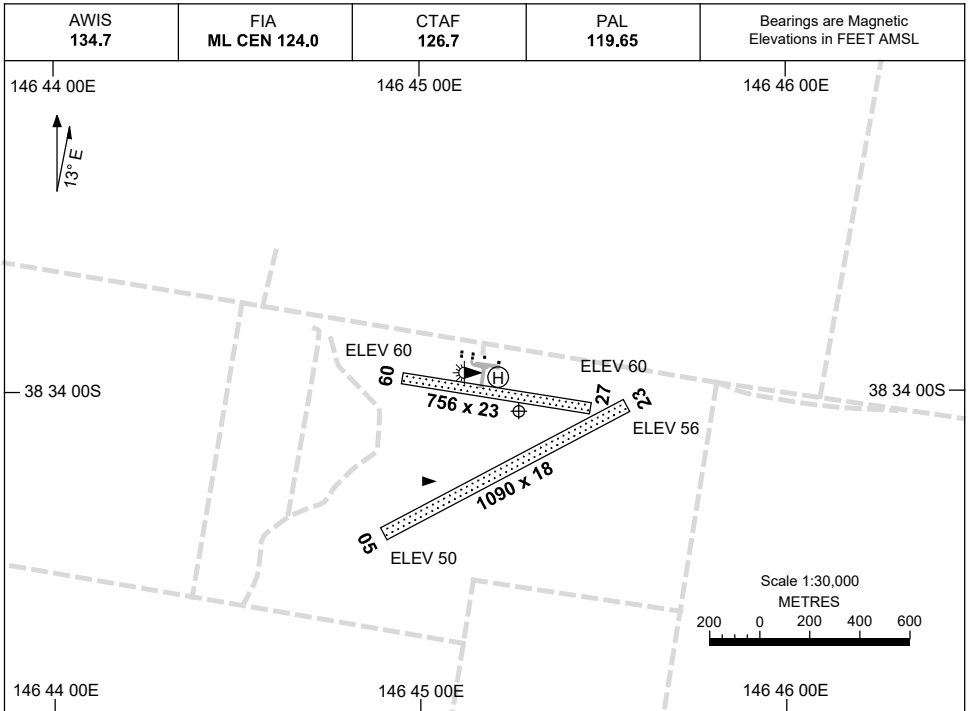 AWIS
134.7
FIA
ML CEN 124.0
CTAF
126.7
PAL
119.65
Bearings are Magnetic
Elevations in FEET AMSL
146 44 00E
146 45 00E
146 46 00E
13° E
ELEV 60
H
ELEV 60
09
38 34 00S
756 x 23
27
23
38 34 00S
ELEV 56
1090 x 18
05
ELEV 50
Scale 1:30,000
METRES
200 0 200 400 600
146 44 00E
146 45 00E
146 46 00E